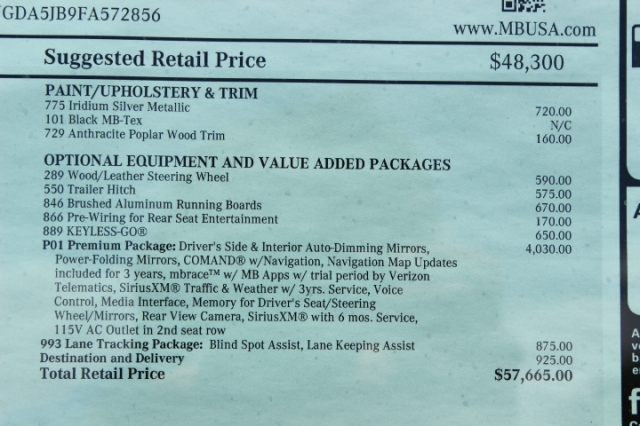 GDA5JB9FA572856
www.MBUSA.com
Suggested Retail Price $48,300
PAINT/UPHOLSTERY & TRIM
775 Iridium Silver Metallic 720.00
101 Black MB-Tex N/C
729 Anthracite Poplar Wood Trim 160.00
OPTIONAL EQUIPMENT AND VALUE ADDED PACKAGES
289 Wood/Leather Steering Wheel 590.00
550 Trailer Hitch 575.00
846 Brushed Aluminum Running Boards 670.00
866 Pre-Wiring for Rear Seat Entertainment 170.00
889 KEYLESS-GO® 650.00
P01 Premium Package: Driver's Side & Interior Auto-Dimming Mirrors, 4,030.00
Power-Folding Mirrors, COMAND® w/Navigation, Navigation Map Updates
included for 3 years, mbrace™ w/ MB Apps w/ trial period by Verizon
Telematics, SiriusXM® Traffic & Weather w/ 3yrs. Service, Voice
Control, Media Interface, Memory for Driver's Seat/Steering
Wheel/Mirrors, Rear View Camera, SiriusXM® with 6 mos. Service,
115V AC Outlet in 2nd seat row
993 Lane Tracking Package: Blind Spot Assist, Lane Keeping Assist 875.00
Destination and Delivery 925.00
Total Retail Price $57,665.00